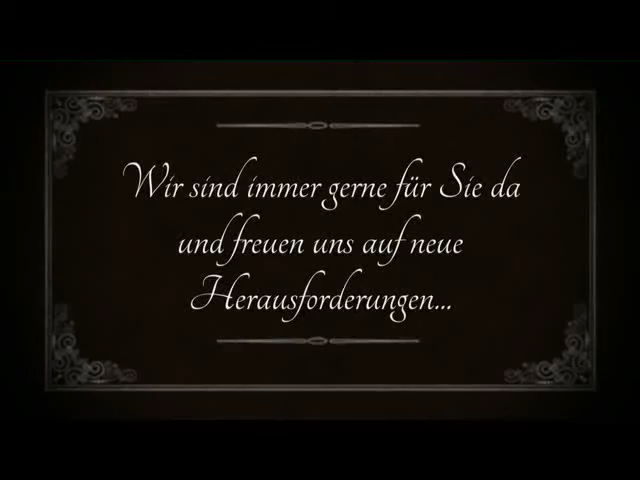 Wir sind immer gerne für Sie da
und freuen uns auf neue
Herausforderungen...